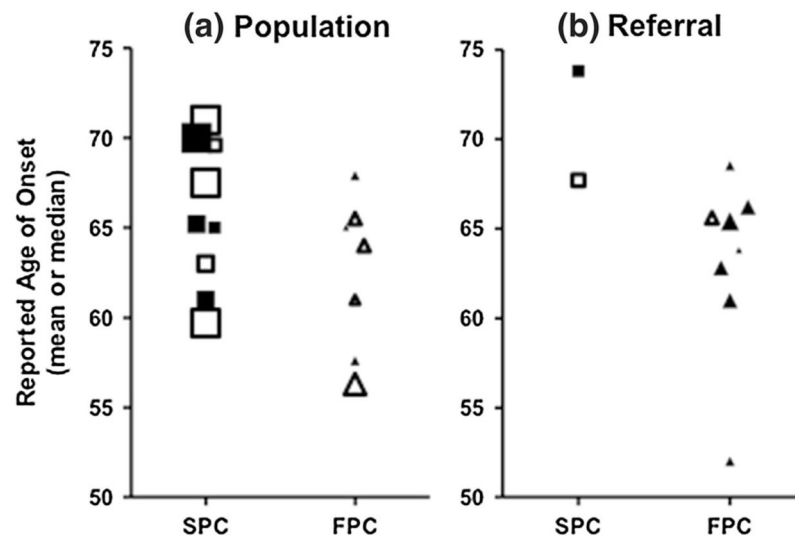 (a) Population
(b) Referral
Reported Age of Onset
(mean or median)
75
70
65
60
55
50
SPC
FPC
75
70
65
60
55
50
SPC
FPC